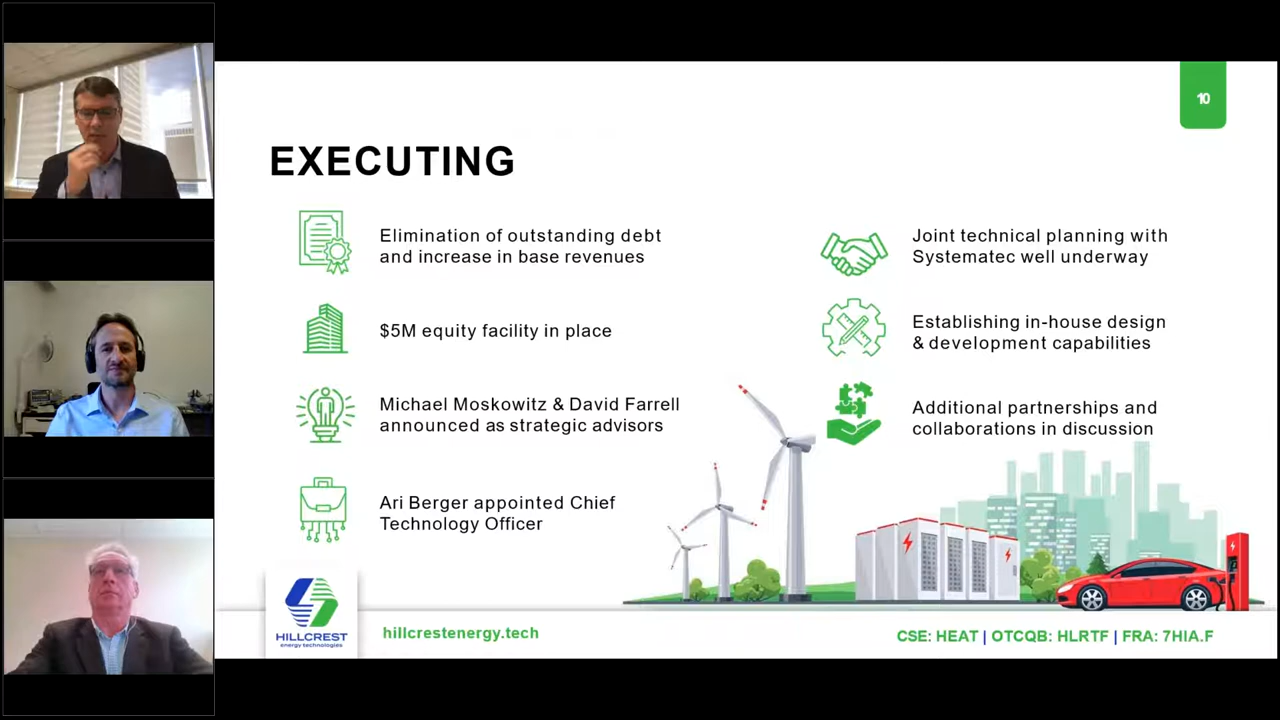 10
EXECUTING
Elimination of outstanding debt
and increase in base revenues
$5M equity facility in place
Michael Moskowitz & David Farrell
announced as strategic advisors
Ari Berger appointed Chief
Technology Officer
Joint technical planning with
Systematec well underway
Establishing in-house design
& development capabilities
Additional partnerships and
collaborations in discussion
HILLCREST
energy technologies
hillcrestenergy.tech
CSE: HEAT | OTCQB: HLRTF | FRA: 7HIA.F